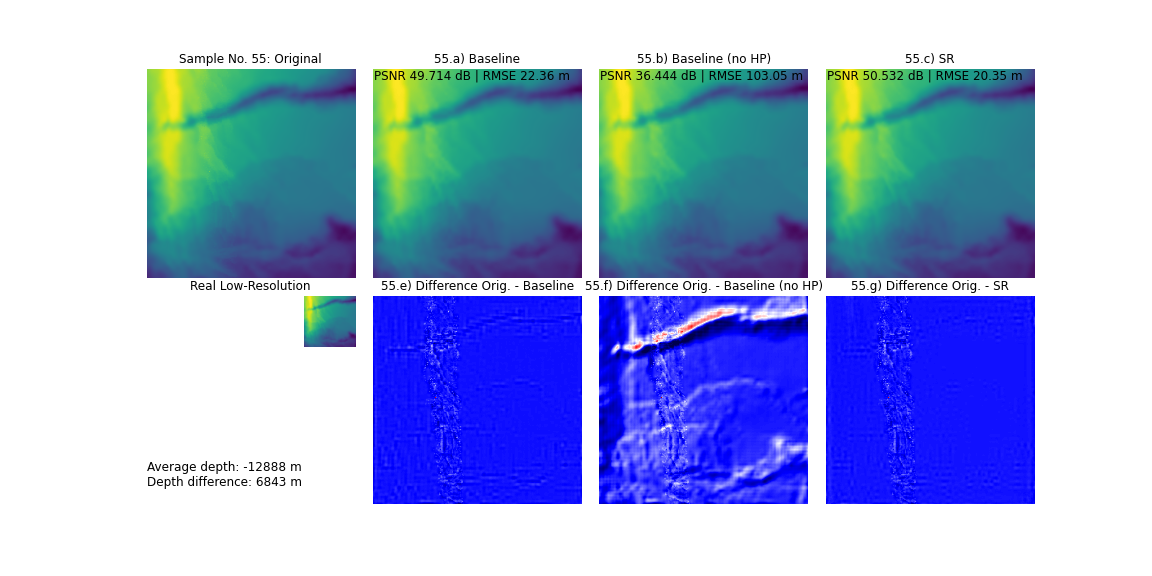 Sample No. 55: Original
55.a) Baseline
55.b) Baseline (no HP)
55.c) SR
PSNR 49.714 dB | RMSE 22.36 m
PSNR 36.444 dB | RMSE 103.05 m
PSNR 50.532 dB | RMSE 20.35 m
Real Low-Resolution
55.e) Difference Orig. - Baseline
55.f) Difference Orig. - Baseline (no HP)
55.g) Difference Orig. - SR
Average depth: -12888 m
Depth difference: 6843 m